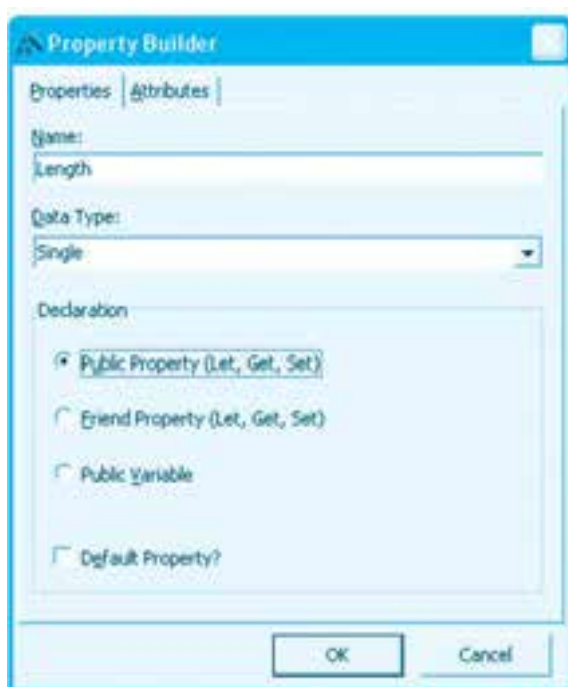 Property Builder
Properties Attributes
Name:
Length
Data Type:
Single
Declaration
Public Property (Let, Get, Set)
Friend Property (Let, Get, Set)
Public Variable
Default Property?
OK Cancel